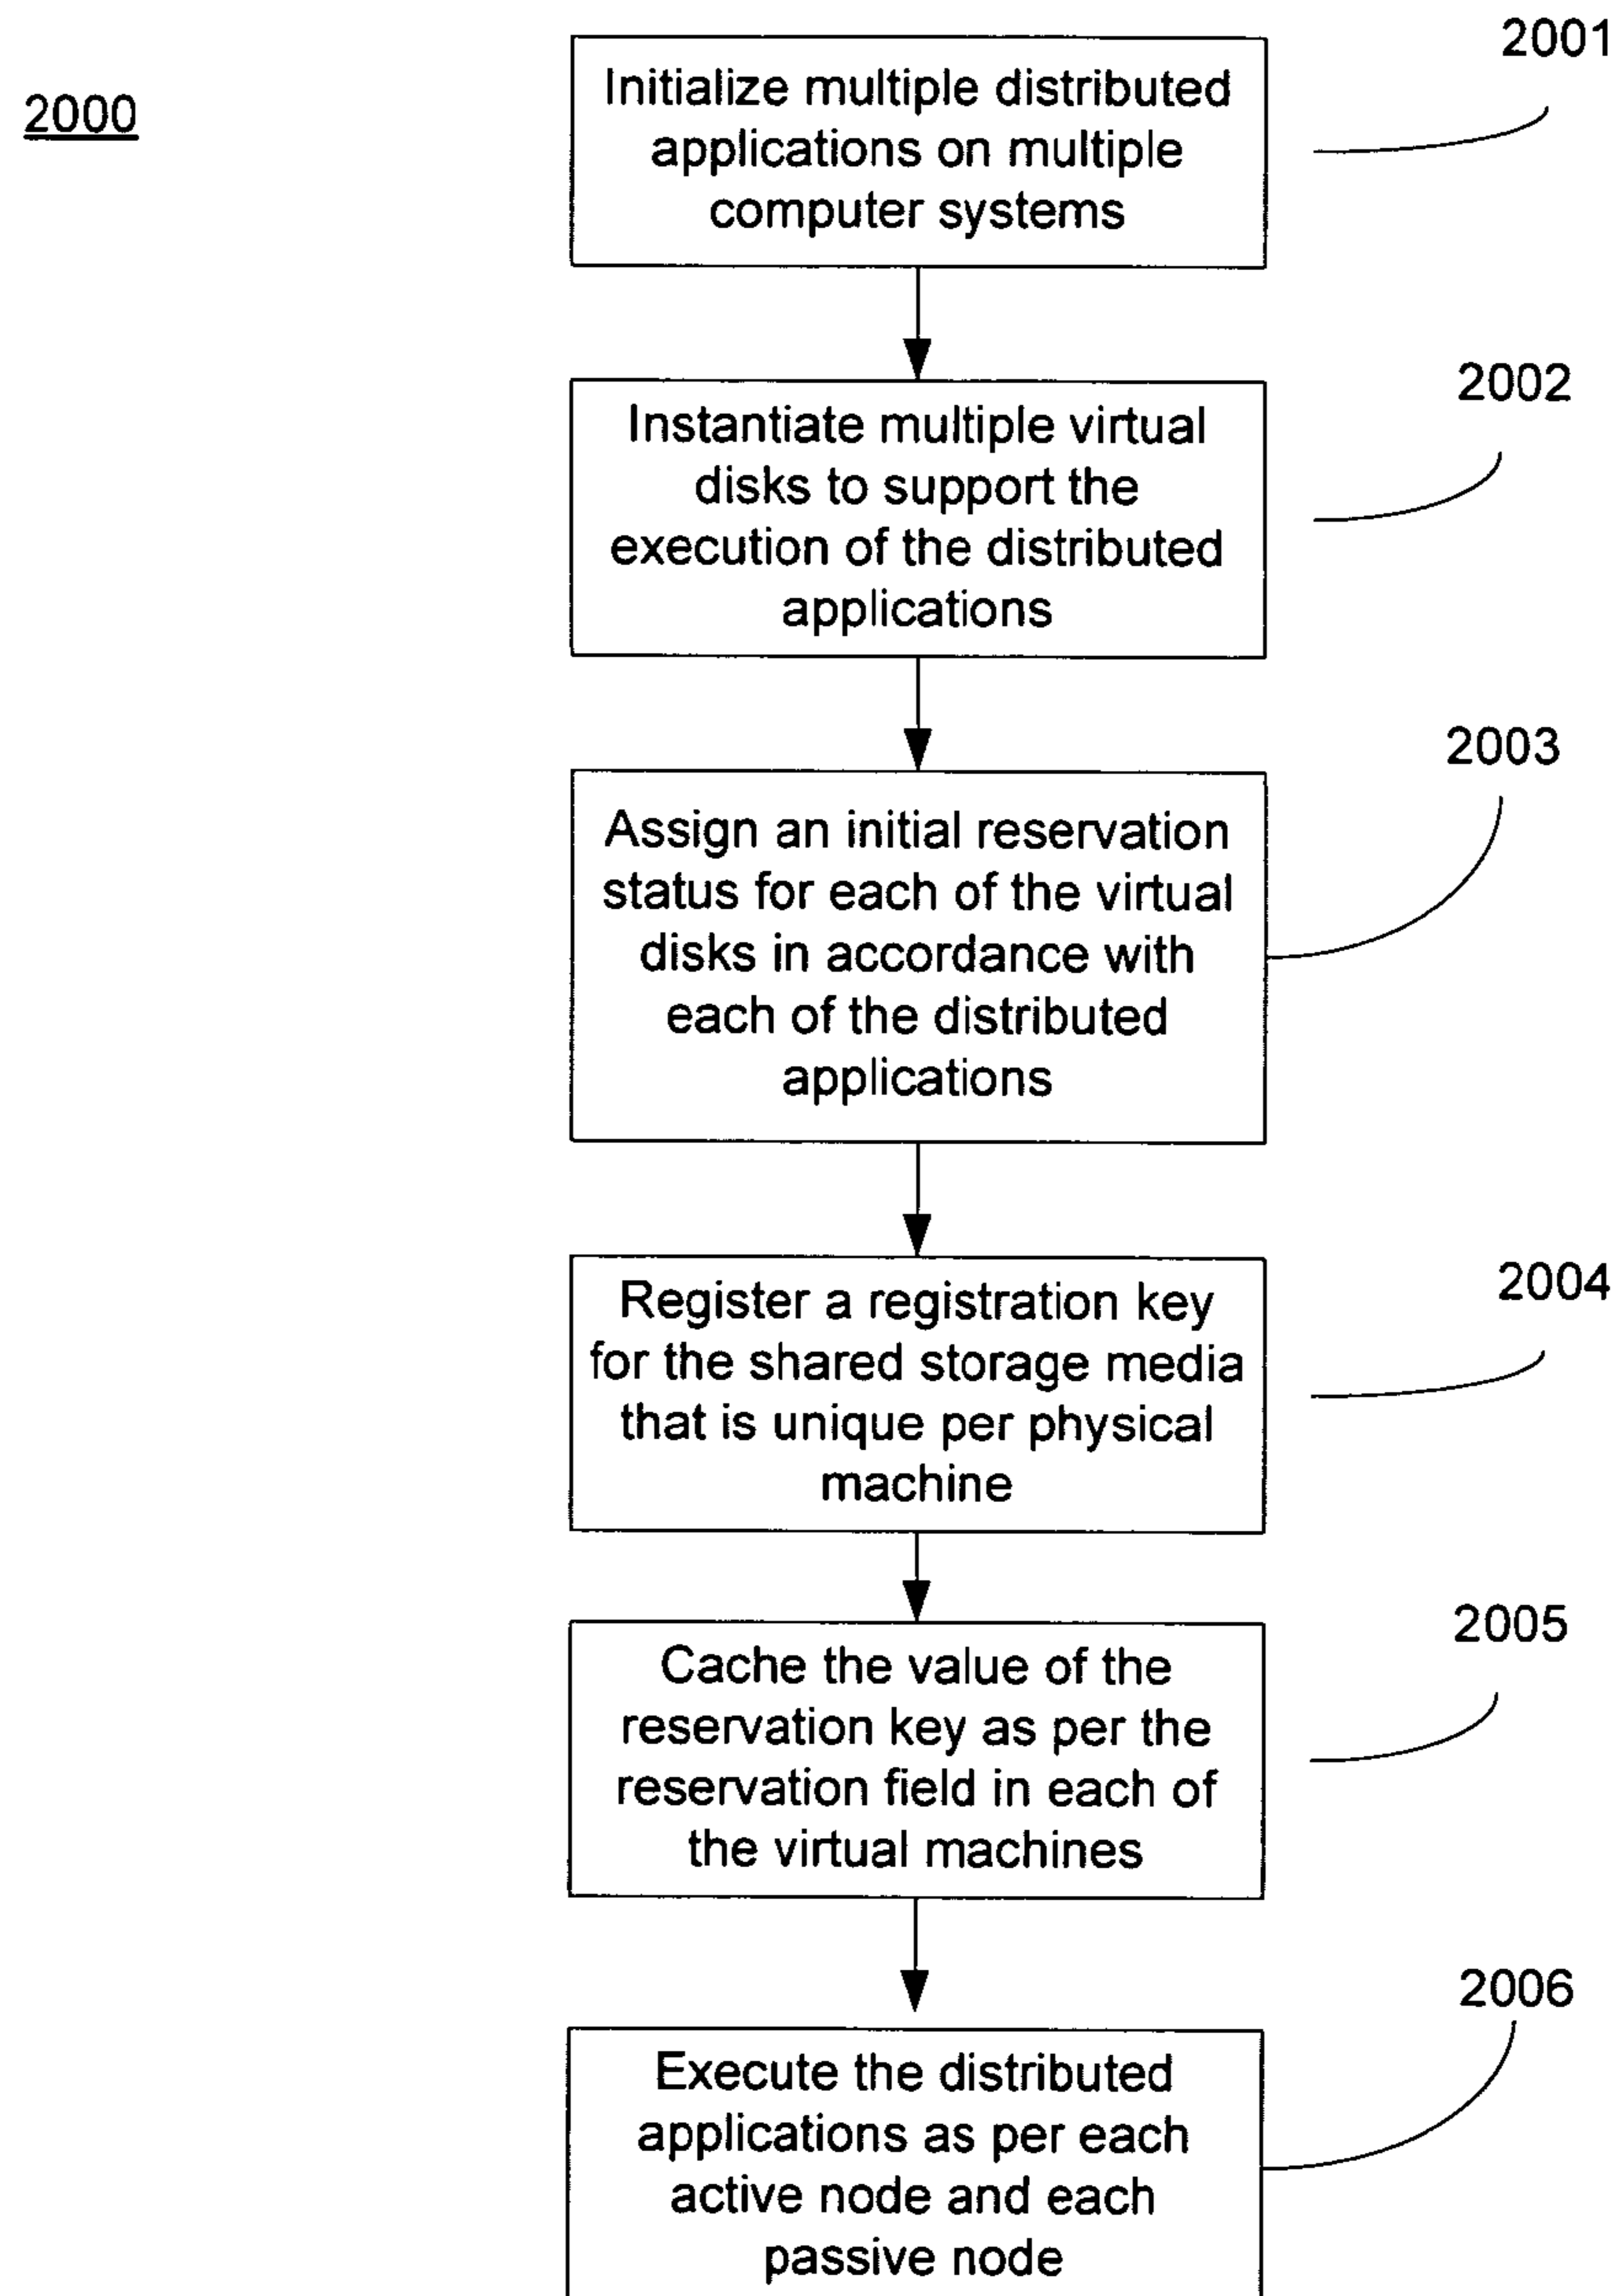 2001
2000
Initialize multiple distributed
applications on multiple
computer systems
2002
Instantiate multiple virtual
disks to support the
execution of the distributed
applications
2003
Assign an initial reservation
status for each of the virtual
disks in accordance with
each of the distributed
applications
2004
Register a registration key
for the shared storage media
that is unique per physical
machine
2005
Cache the value of the
reservation key as per the
reservation field in each of
the virtual machines
2006
Execute the distributed
applications as per each
active node and each
passive node